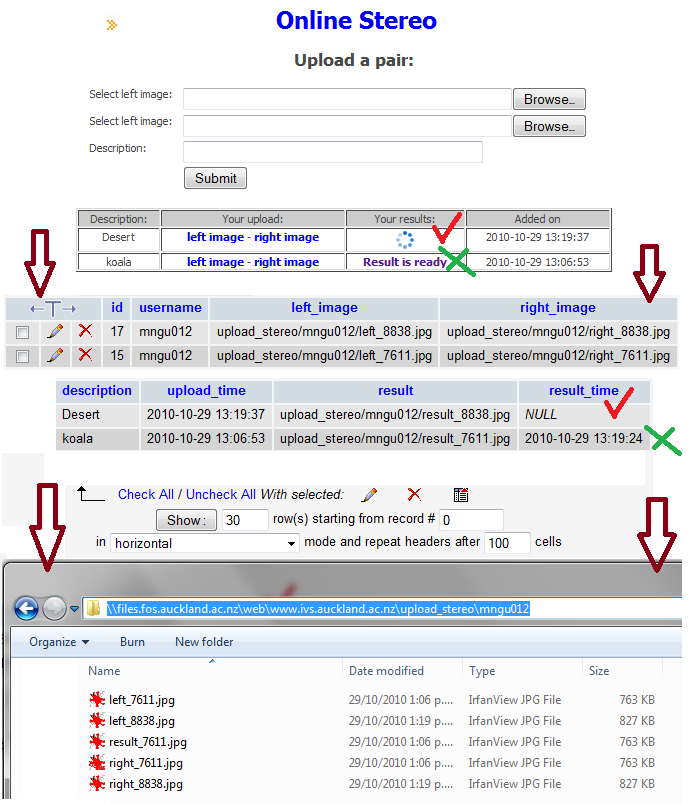 Online Stereo
Upload a pair:
Select left image: Browse..
Select left image: Browse..
Description:
Submit
Description: Your upload: Your results: Added on
Desert left image - right image 2010-10-29 13:19:37
koala left image - right image Result is ready 2010-10-29 13:06:53
←T→ id username left_image right_image
17 mngu012 upload_stereo/mngu012/left_8838.jpg upload_stereo/mngu012/right_8838.jpg
15 mngu012 upload_stereo/mngu012/left_7611.jpg upload_stereo/mngu012/right_7611.jpg
description upload_time result result_time
Desert 2010-10-29 13:19:37 upload_stereo/mngu012/result_8838.jpg NULL
koala 2010-10-29 13:06:53 upload_stereo/mngu012/result_7611.jpg 2010-10-29 13:19:24
Check All / Uncheck All With selected:
Show : 30 row(s) starting from record # 0
in horizontal mode and repeat headers after 100 cells
\\files.fos.auckland.ac.nz\web\www.ivs.auckland.ac.nz\upload_stereo\mngu012
Organize Burn New folder
Name Date modified Type Size
left_7611.jpg 29/10/2010 1:06 p.... IrfanView JPG File 763 KB
left_8838.jpg 29/10/2010 1:19 p.... IrfanView JPG File 827 KB
result_7611.jpg 29/10/2010 1:06 p.... IrfanView JPG File 763 KB
right_7611.jpg 29/10/2010 1:06 p.... IrfanView JPG File 763 KB
right_8838.jpg 29/10/2010 1:19 p.... IrfanView JPG File 827 KB